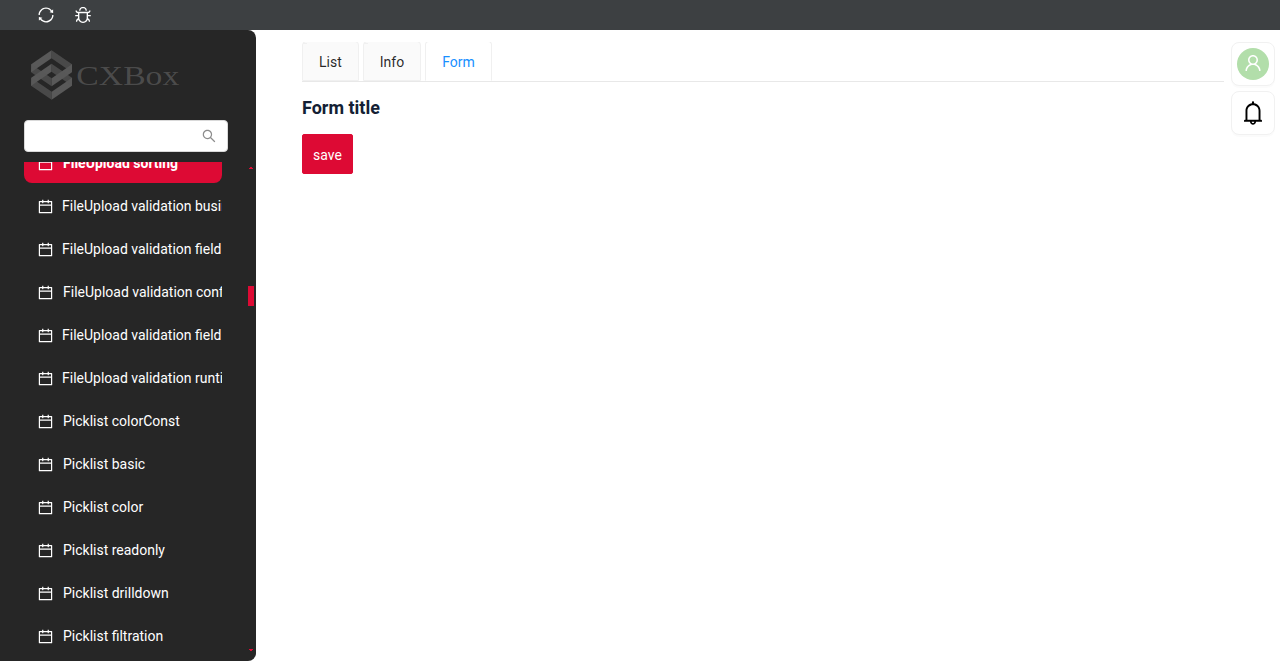 CXBox
List
Info
Form
Form title
save
FileUpload sorting
FileUpload validation busi
FileUpload validation field
FileUpload validation conf
FileUpload validation field
FileUpload validation runti
Picklist colorConst
Picklist basic
Picklist color
Picklist readonly
Picklist drilldown
Picklist filtration